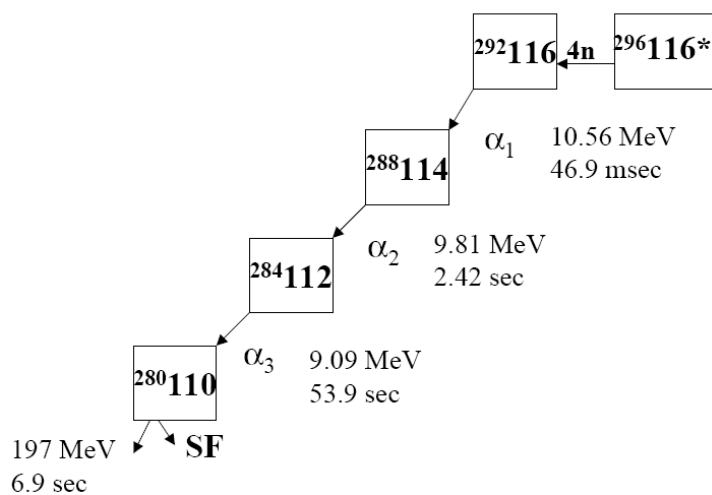 ²⁹²116 4n ²⁹⁶116*
²⁸⁸114 α₁ 10.56 MeV
46.9 msec
²⁸⁴112 α₂ 9.81 MeV
2.42 sec
²⁸⁰110 α₃ 9.09 MeV
53.9 sec
197 MeV SF
6.9 sec